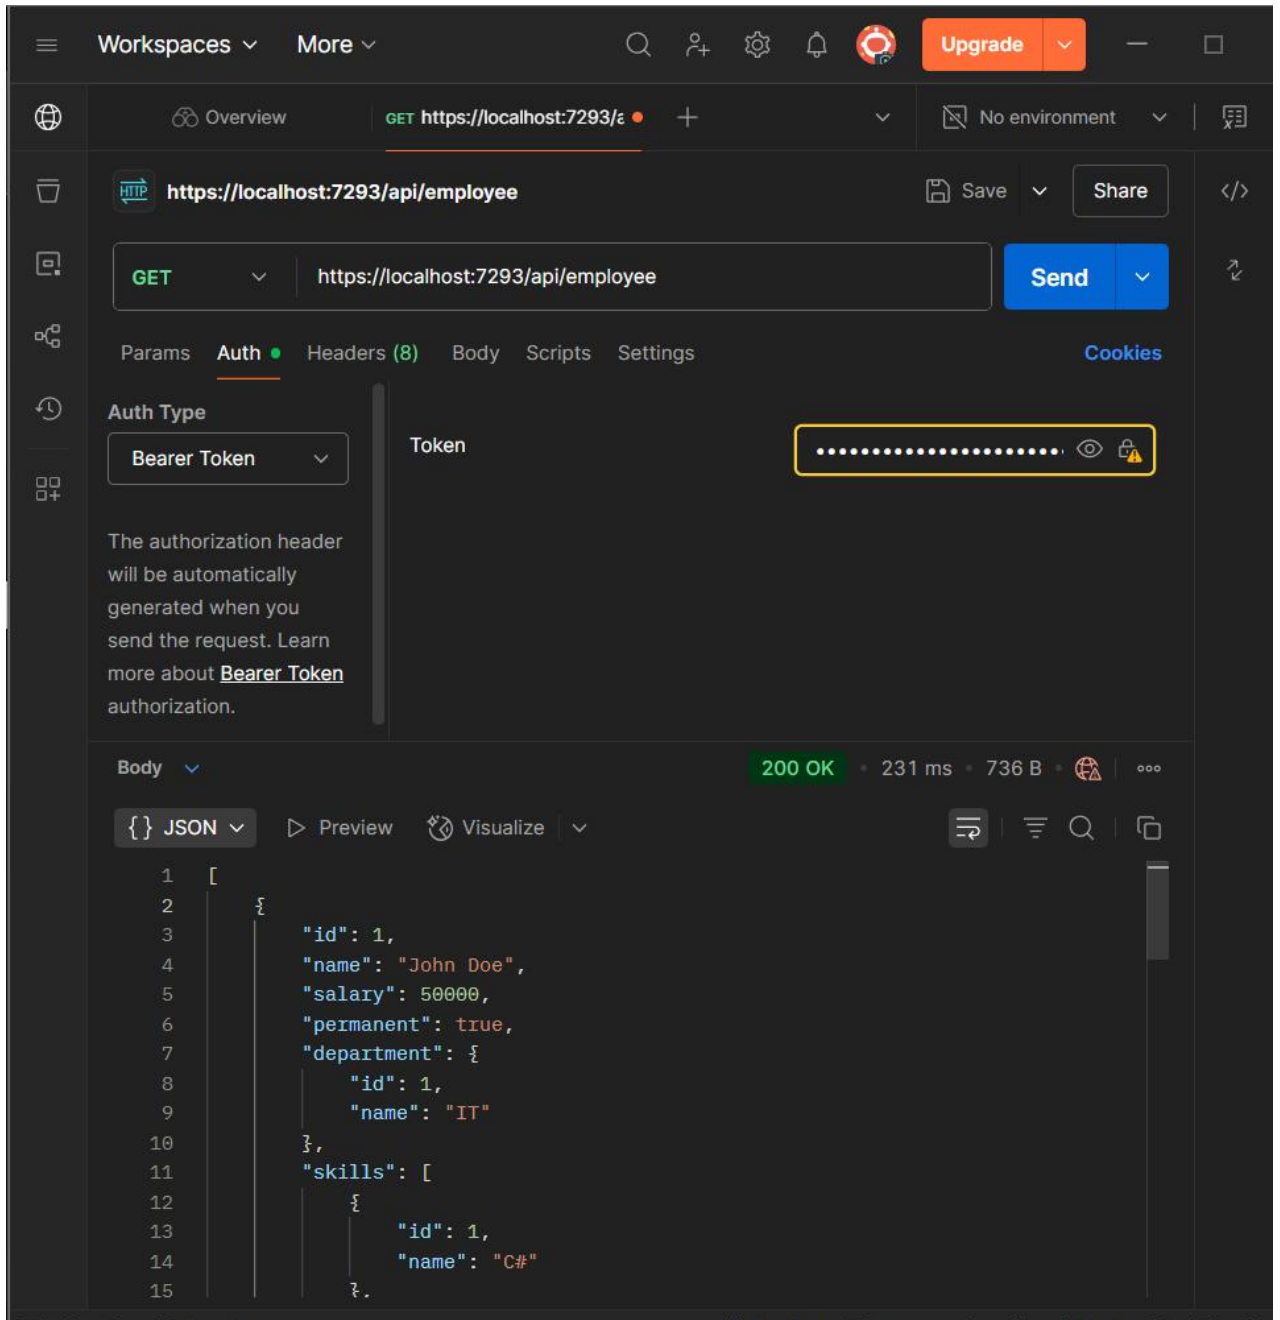 Workspaces More Upgrade
Overview GET https://localhost:7293/a No environment
HTTP https://localhost:7293/api/employee Save Share
GET https://localhost:7293/api/employee Send
Params Auth Headers (8) Body Scripts Settings Cookies
Auth Type
Bearer Token
Token
The authorization header
will be automatically
generated when you
send the request. Learn
more about Bearer Token
authorization.
Body 200 OK 231 ms 736 B
{} JSON Preview Visualize
1 [
2 {
3 "id": 1,
4 "name": "John Doe",
5 "salary": 50000,
6 "permanent": true,
7 "department": {
8 "id": 1,
9 "name": "IT"
10 },
11 "skills": [
12 {
13 "id": 1,
14 "name": "C#"
15 },